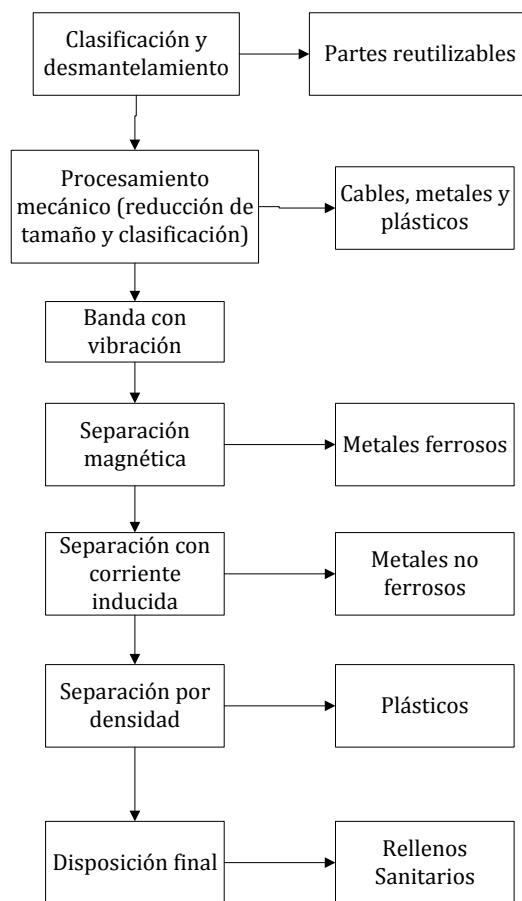 Clasificación y
desmantelamiento
Partes reutilizables
Procesamiento
mecánico (reducción de
tamaño y clasificación)
Cables, metales y
plásticos
Banda con
vibración
Separación
magnética
Metales ferrosos
Separación con
corriente
inducida
Metales no
ferrosos
Separación por
densidad
Plásticos
Disposición final
Rellenos
Sanitarios